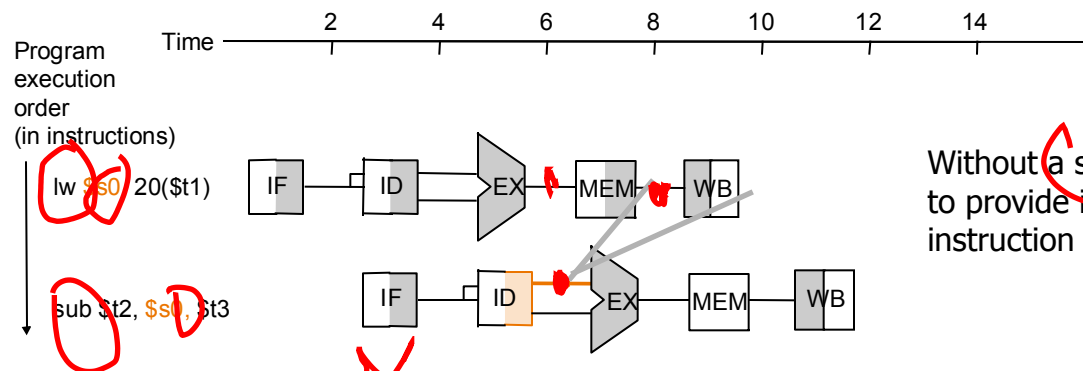 2 4 6 8 10 12 14
Time
Program
execution
order
(in instructions)
lw $s0, 20($t1)
IF ID EX MEM WB
Without a s
to provide
instruction
sub $t2, $s0, $t3
IF ID EX MEM WB